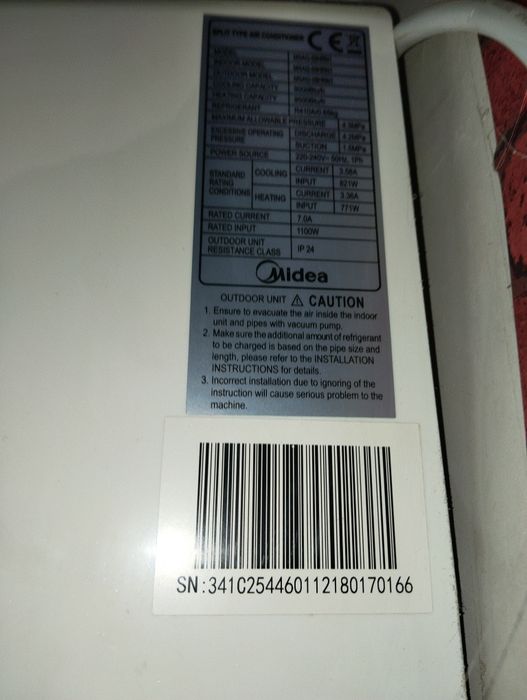 SPLIT TYPE AIR CONDITIONER CE
MODEL
INDOOR MODEL
OUTDOOR MODEL
COOLING CAPACITY
HEATING CAPACITY
REFRIGERANT
MAXIMUM ALLOWABLE PRESSURE 4.3MPa
EXCESSIVE OPERATING PRESSURE DISCHARGE 4.2MPa
SUCTION 1.5MPa
POWER SOURCE 220-240V~ 50Hz, 1Ph
STANDARD RATING CONDITIONS COOLING CURRENT 3.58A
INPUT 821W
HEATING CURRENT 3.36A
INPUT 771W
RATED CURRENT 7.0A
RATED INPUT 1100W
OUTDOOR UNIT
RESISTANCE CLASS IP 24
Midea
OUTDOOR UNIT ⚠ CAUTION
1. Ensure to evacuate the air inside the indoor
unit and pipes with vacuum pump.
2. Make sure the additional amount of refrigerant
to be charged is based on the pipe size and
length, please refer to the INSTALLATION
INSTRUCTIONS for details.
3. Incorrect installation due to ignoring of the
instruction will cause serious problem to the
machine.
SN:341C254460112180170166